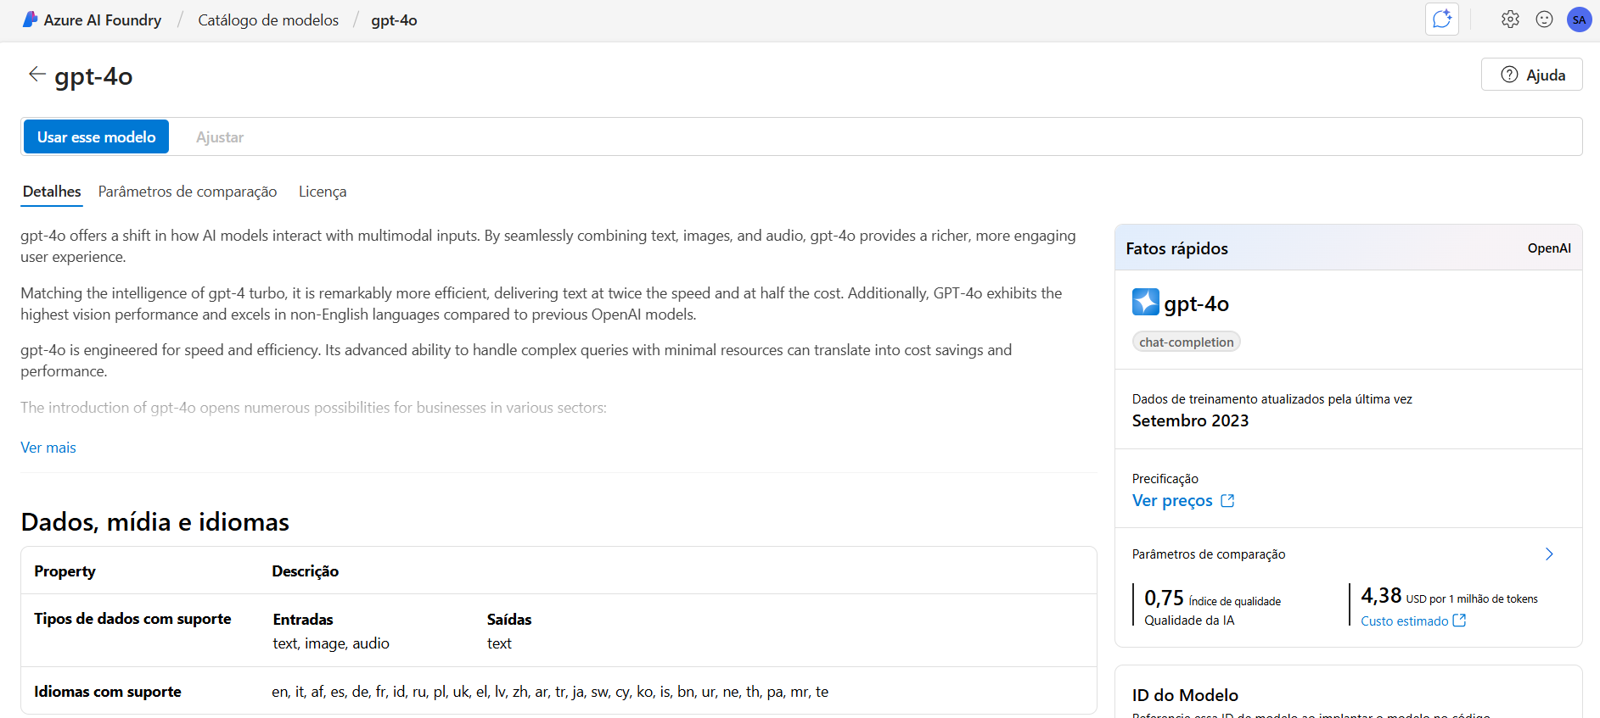 Azure AI Foundry / Catálogo de modelos / gpt-4o
SA
gpt-4o
Ajuda
Usar esse modelo
Ajustar
Detalhes
Parâmetros de comparação
Licença
gpt-4o offers a shift in how AI models interact with multimodal inputs. By seamlessly combining text, images, and audio, gpt-4o provides a richer, more engaging
user experience.
Matching the intelligence of gpt-4 turbo, it is remarkably more efficient, delivering text at twice the speed and at half the cost. Additionally, GPT-4o exhibits the
highest vision performance and excels in non-English languages compared to previous OpenAI models.
gpt-4o is engineered for speed and efficiency. Its advanced ability to handle complex queries with minimal resources can translate into cost savings and
performance.
The introduction of gpt-4o opens numerous possibilities for businesses in various sectors:
Ver mais
Dados, mídia e idiomas
Property Descrição
Tipos de dados com suporte
Entradas Saídas
text, image, audio text
Idiomas com suporte en, it, af, es, de, fr, id, ru, pl, uk, el, lv, zh, ar, tr, ja, sw, cy, ko, is, bn, ur, ne, th, pa, mr, te
Fatos rápidos OpenAI
gpt-4o
chat-completion
Dados de treinamento atualizados pela última vez
Setembro 2023
Precificação
Ver preços
Parâmetros de comparação
0,75 Índice de qualidade
Qualidade da IA
4,38 USD por 1 milhão de tokens
Custo estimado
ID do Modelo
Referencie essa ID de modelo ao implantar o modelo no código